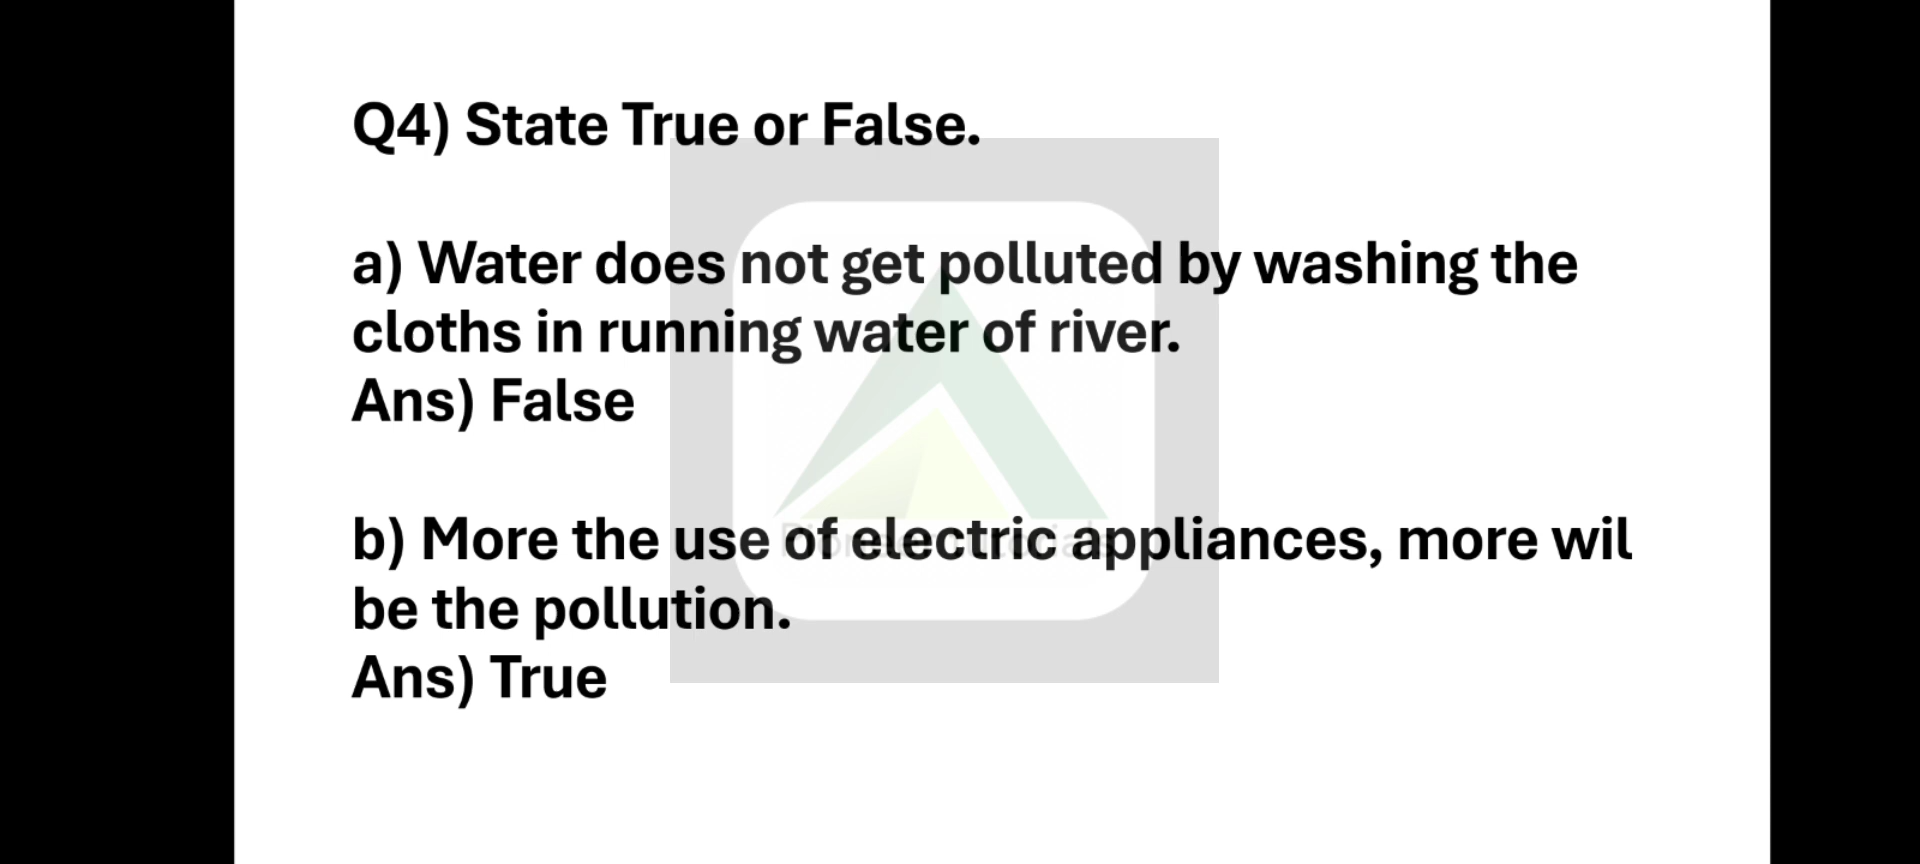 Q4) State True or False.
a) Water does not get polluted by washing the
cloths in running water of river.
Ans) False
b) More the use of electric appliances, more wil
be the pollution.
Ans) True